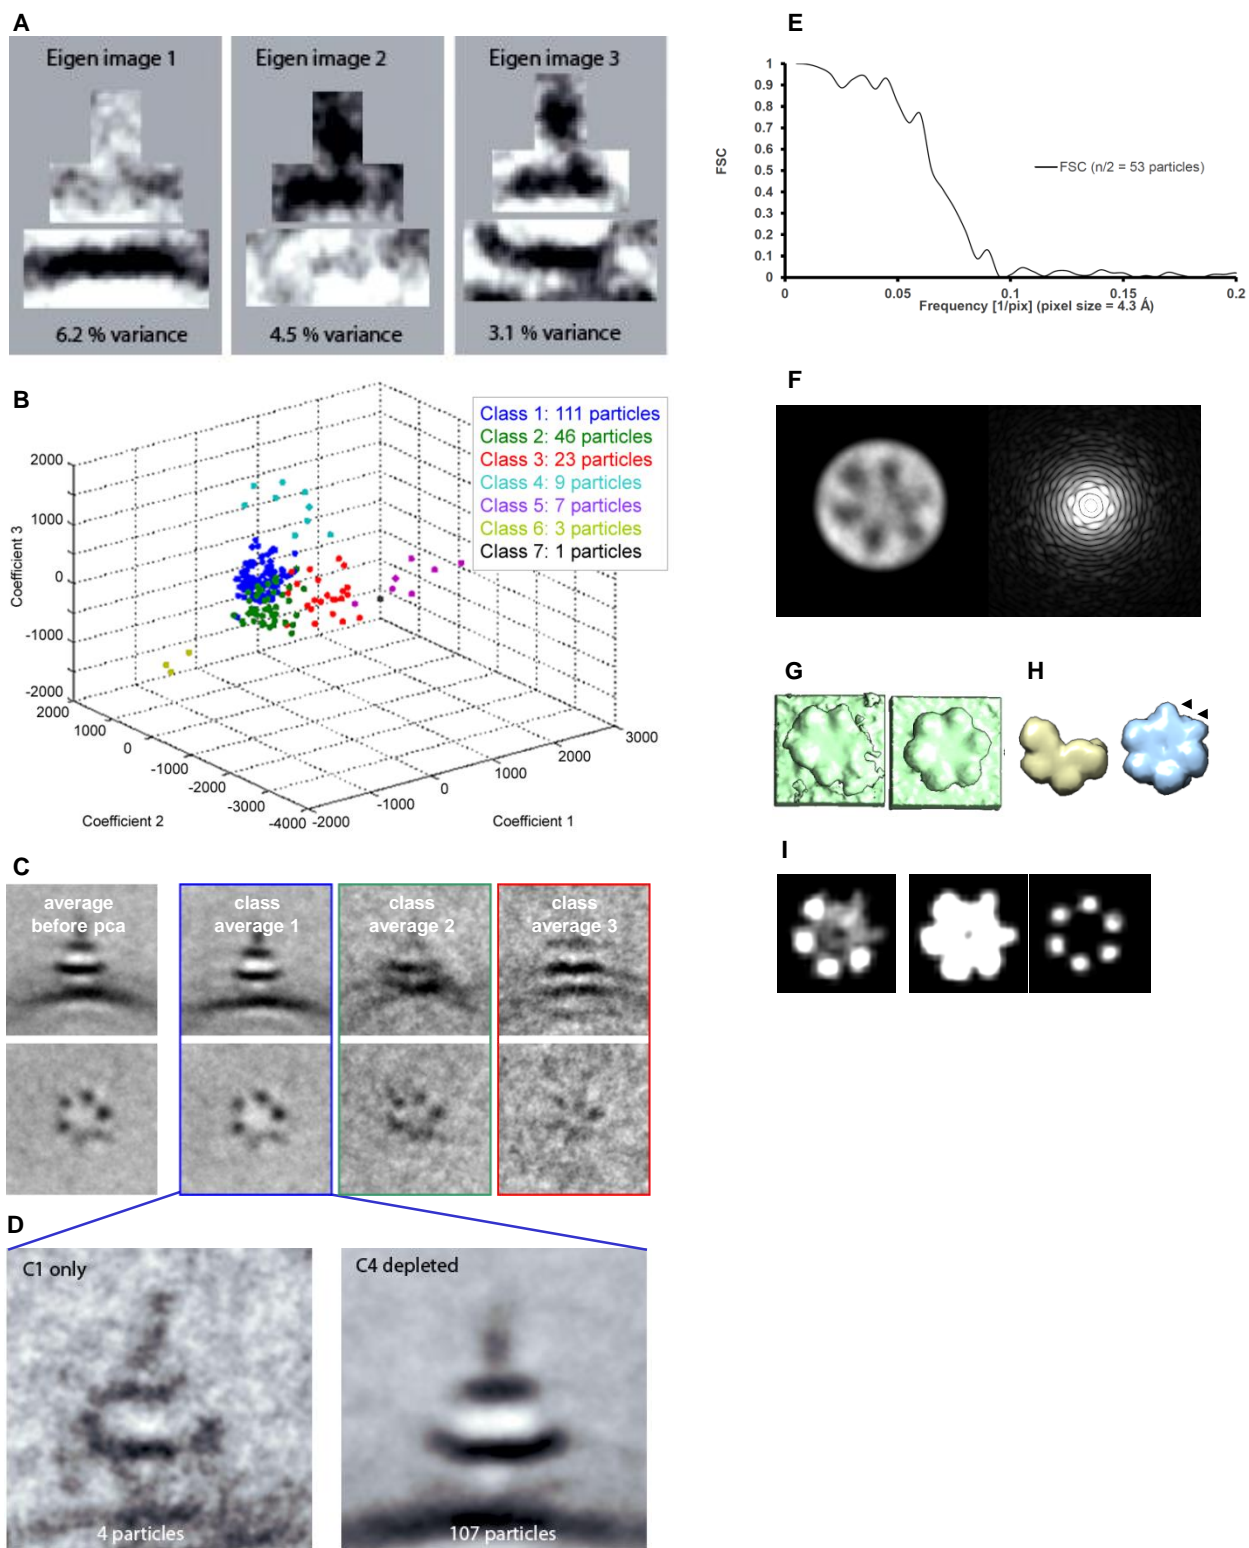 A
Eigen image 1
Eigen image 2
Eigen image 3
6.2 % variance
4.5 % variance
3.1 % variance
B
Class 1: 111 particles
Class 2: 46 particles
Class 3: 23 particles
Class 4: 9 particles
Class 5: 7 particles
Class 6: 3 particles
Class 7: 1 particles
Coefficient 3
2000
1000
0
-1000
-2000
2000
1000
0
-1000
-2000
-3000
-4000
Coefficient 2
-2000
-1000
0
1000
2000
3000
Coefficient 1
C
average
before pca
class
average 1
class
average 2
class
average 3
D
C1 only
4 particles
C4 depleted
107 particles
E
FSC
1
0.9
0.8
0.7
0.6
0.5
0.4
0.3
0.2
0.1
0
FSC (n/2 = 53 particles)
0
0.05
0.1
0.15
0.2
Frequency [1/pix] (pixel size = 4.3 Å)
F
G
H
I